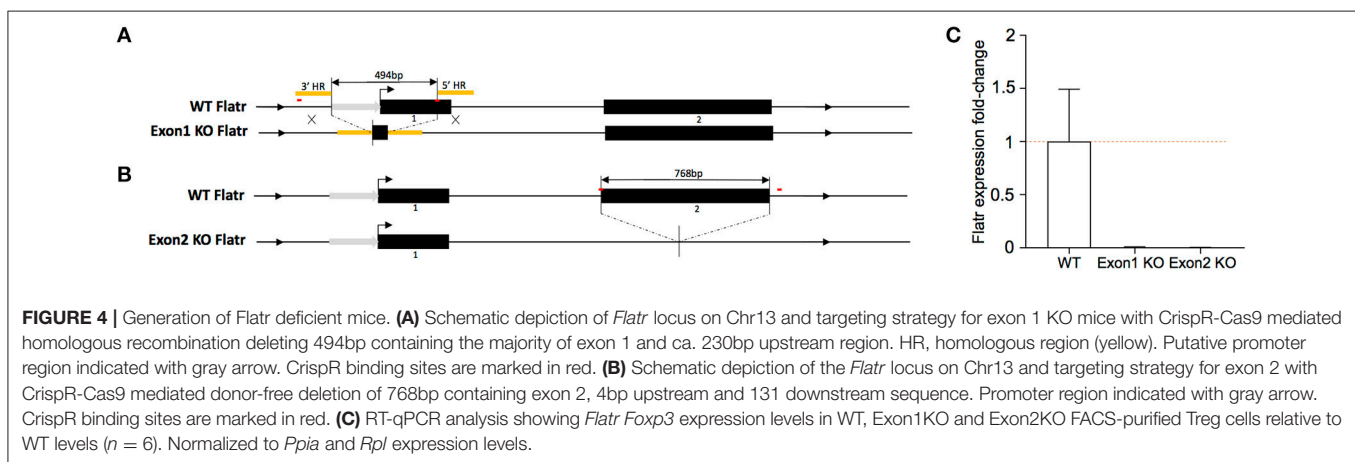 A
494bp
3' HR
5' HR
WT Flatr
1
2
X
X
Exon1 KO Flatr
B
768bp
WT Flatr
1
2
Exon2 KO Flatr
1
C
Flatr expression fold-change
2
1.5
1
0.5
0
WT
Exon1 KO
Exon2 KO
FIGURE 4 | Generation of Flatr deficient mice. (A) Schematic depiction of Flatr locus on Chr13 and targeting strategy for exon 1 KO mice with CrispR-Cas9 mediated
homologous recombination deleting 494bp containing the majority of exon 1 and ca. 230bp upstream region. HR, homologous region (yellow). Putative promoter
region indicated with gray arrow. CrispR binding sites are marked in red. (B) Schematic depiction of the Flatr locus on Chr13 and targeting strategy for exon 2 with
CrispR-Cas9 mediated donor-free deletion of 768bp containing exon 2, 4bp upstream and 131 downstream sequence. Promoter region indicated with gray arrow.
CrispR binding sites are marked in red. (C) RT-qPCR analysis showing Flatr Foxp3 expression levels in WT, Exon1KO and Exon2KO FACS-purified Treg cells relative to
WT levels (n = 6). Normalized to Ppia and Rpl expression levels.